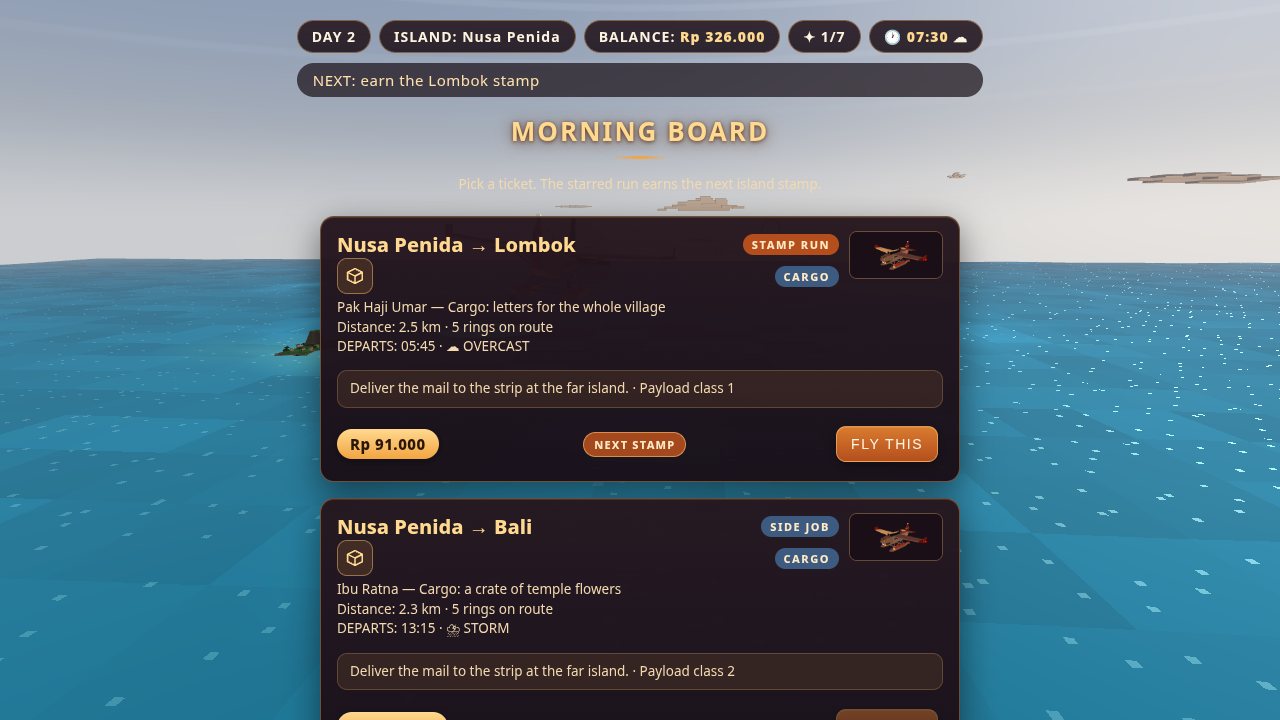 DAY 2
ISLAND: Nusa Penida
BALANCE: Rp 326.000
✦ 1/7
🕐 07:30 ☁
NEXT: earn the Lombok stamp
MORNING BOARD
Pick a ticket. The starred run earns the next island stamp.
Nusa Penida → Lombok
STAMP RUN
CARGO
Pak Haji Umar — Cargo: letters for the whole village
Distance: 2.5 km · 5 rings on route
DEPARTS: 05:45 · ☁ OVERCAST
Deliver the mail to the strip at the far island. · Payload class 1
Rp 91.000
NEXT STAMP
FLY THIS
Nusa Penida → Bali
SIDE JOB
CARGO
Ibu Ratna — Cargo: a crate of temple flowers
Distance: 2.3 km · 5 rings on route
DEPARTS: 13:15 · ⛈ STORM
Deliver the mail to the strip at the far island. · Payload class 2